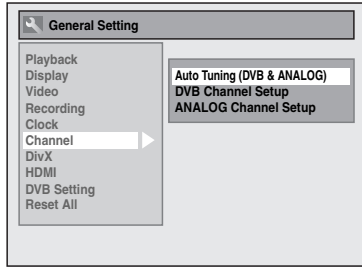 General Setting
Playback
Display
Video
Recording
Clock
Channel
DivX
HDMI
DVB Setting
Reset All
Auto Tuning (DVB & ANALOG)
DVB Channel Setup
ANALOG Channel Setup